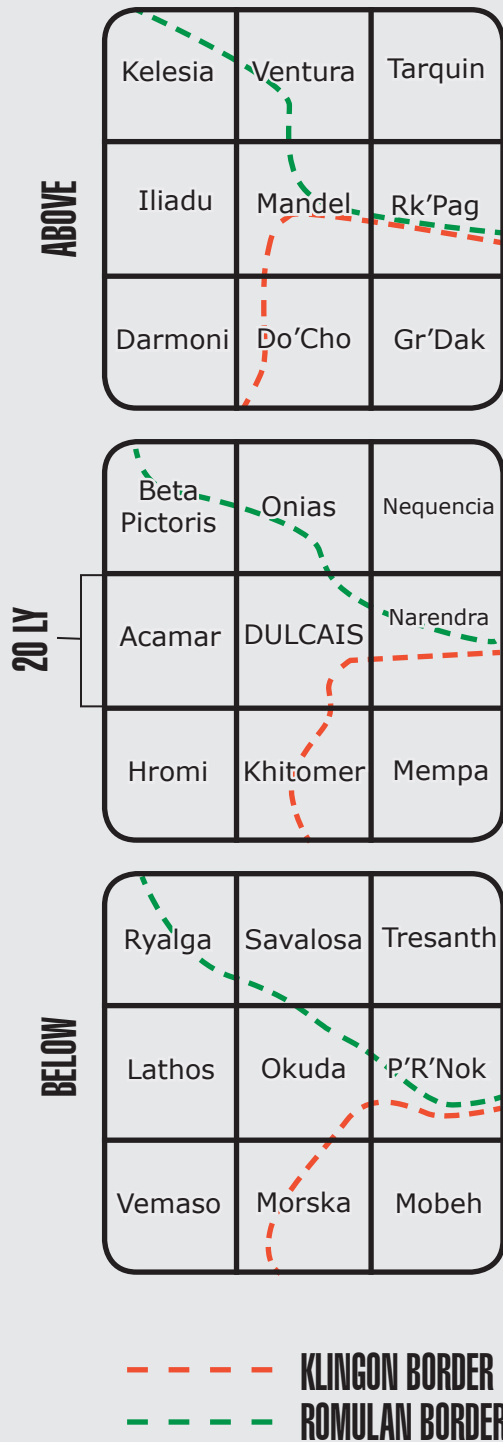 Kelesia Ventura Tarquin
ABOVE
Iliadu Mandel Rk’Pag
Darmoni Do’Cho Gr’Dak
Beta
Pictoris Onias Nequencia
20 LY
Acamar DULCAIS Narendra
Hromi Khitomer Mempa
Ryalga Savalosa Tresanth
BELOW
Lathos Okuda P’R’Nok
Vemaso Morska Mobeh
KLINGON BORDER
ROMULAN BORDER